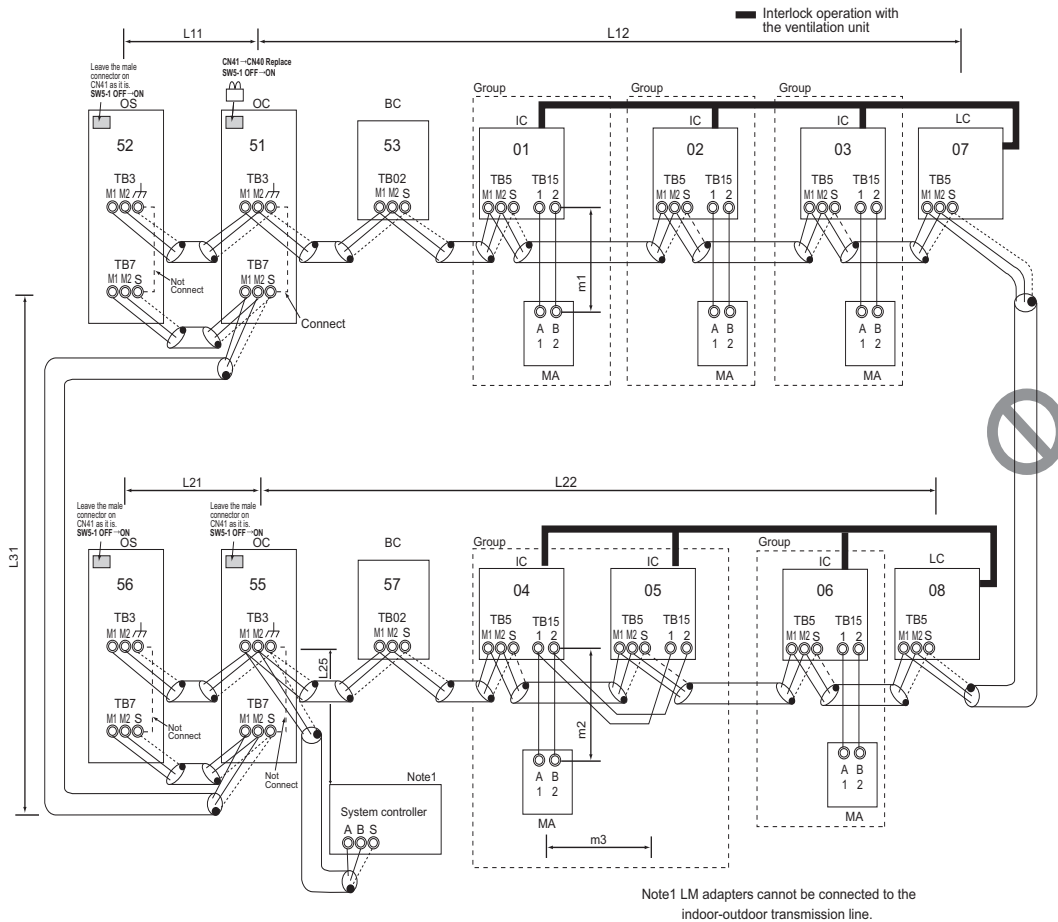 Interlock operation with
the ventilation unit
L11
L12
Leave the male
connector on
CN41 as it is.
SW5-1 OFF→ON
CN41→CN40 Replace
SW5-1 OFF→ON
OS
OC
BC
Group
Group
Group
IC
IC
IC
LC
52
51
53
01
02
03
07
TB3
TB3
TB02
TB5 TB15
TB5 TB15
TB5 TB15
TB5
M1 M2
M1 M2
M1 M2 S
M1 M2 S 1 2
M1 M2 S 1 2
M1 M2 S 1 2
M1 M2 S
TB7
TB7
M1 M2 S
M1 M2 S
Not
Connect
Connect
m1
A B
1 2
MA
A B
1 2
MA
A B
1 2
MA
L31
L21
L22
Leave the male
connector on
CN41 as it is.
SW5-1 OFF→ON
Leave the male
connector on
CN41 as it is.
SW5-1 OFF→ON
OS
OC
BC
Group
Group
IC
IC
IC
LC
56
55
57
04
05
06
08
TB3
TB3
TB02
TB5 TB15
TB5 TB15
TB5 TB15
TB5
M1 M2
M1 M2
M1 M2 S
M1 M2 S 1 2
M1 M2 S 1 2
M1 M2 S 1 2
M1 M2 S
L25
TB7
TB7
M1 M2 S
M1 M2 S
Not
Connect
Not
Connect
m2
Note1
System controller
A B S
A B
1 2
MA
A B
1 2
MA
m3
Note1 LM adapters cannot be connected to the
indoor-outdoor transmission line.